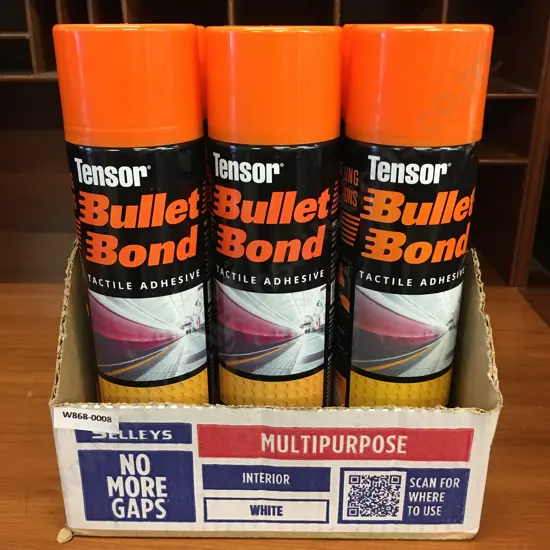 Tensor
Bullet
Bond
TACTILE ADHESIVE
Tensor
Bullet
Bond
TACTILE ADHESIVE
Tensor
Bullet
Bond
TACTILE ADHESIVE
W868-0008
SELLEYS
NO
MORE
GAPS
MULTIPURPOSE
INTERIOR
WHITE
SCAN FOR
WHERE
TO USE